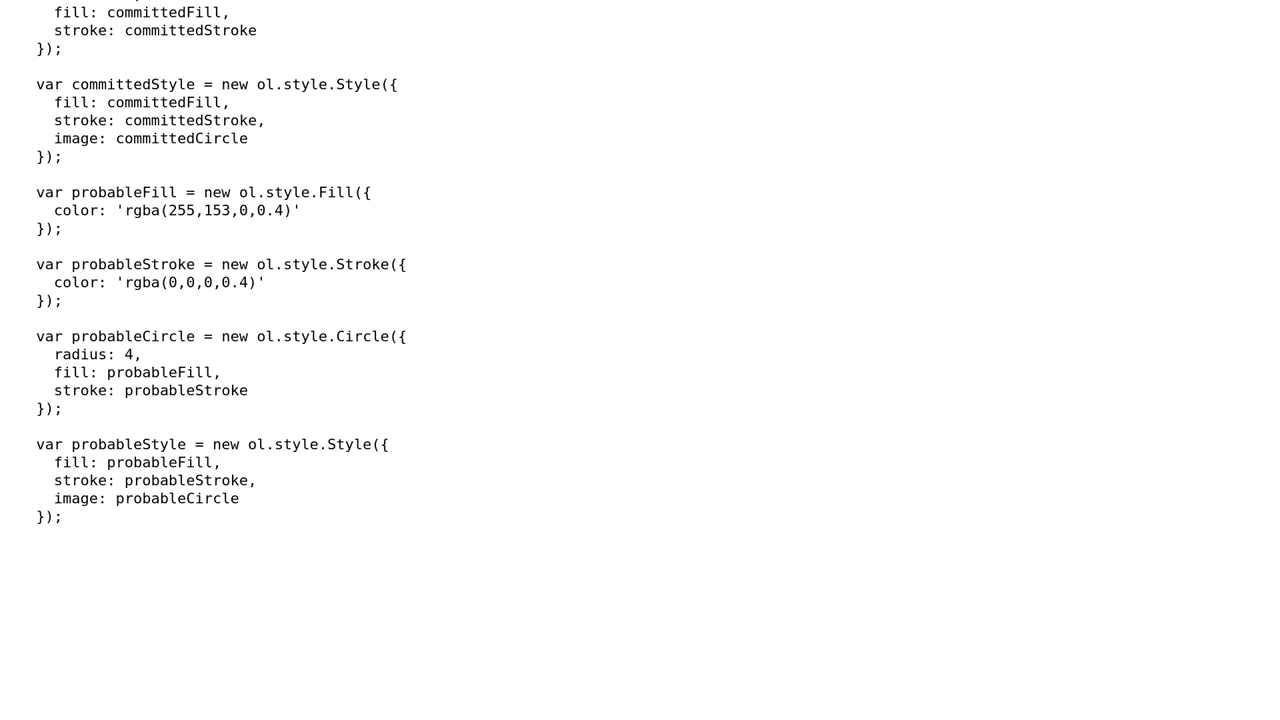 fill: committedFill,
stroke: committedStroke
});
var committedStyle = new ol.style.Style({
fill: committedFill,
stroke: committedStroke,
image: committedCircle
});
var probableFill = new ol.style.Fill({
color: 'rgba(255,153,0,0.4)'
});
var probableStroke = new ol.style.Stroke({
color: 'rgba(0,0,0,0.4)'
});
var probableCircle = new ol.style.Circle({
radius: 4,
fill: probableFill,
stroke: probableStroke
});
var probableStyle = new ol.style.Style({
fill: probableFill,
stroke: probableStroke,
image: probableCircle
});